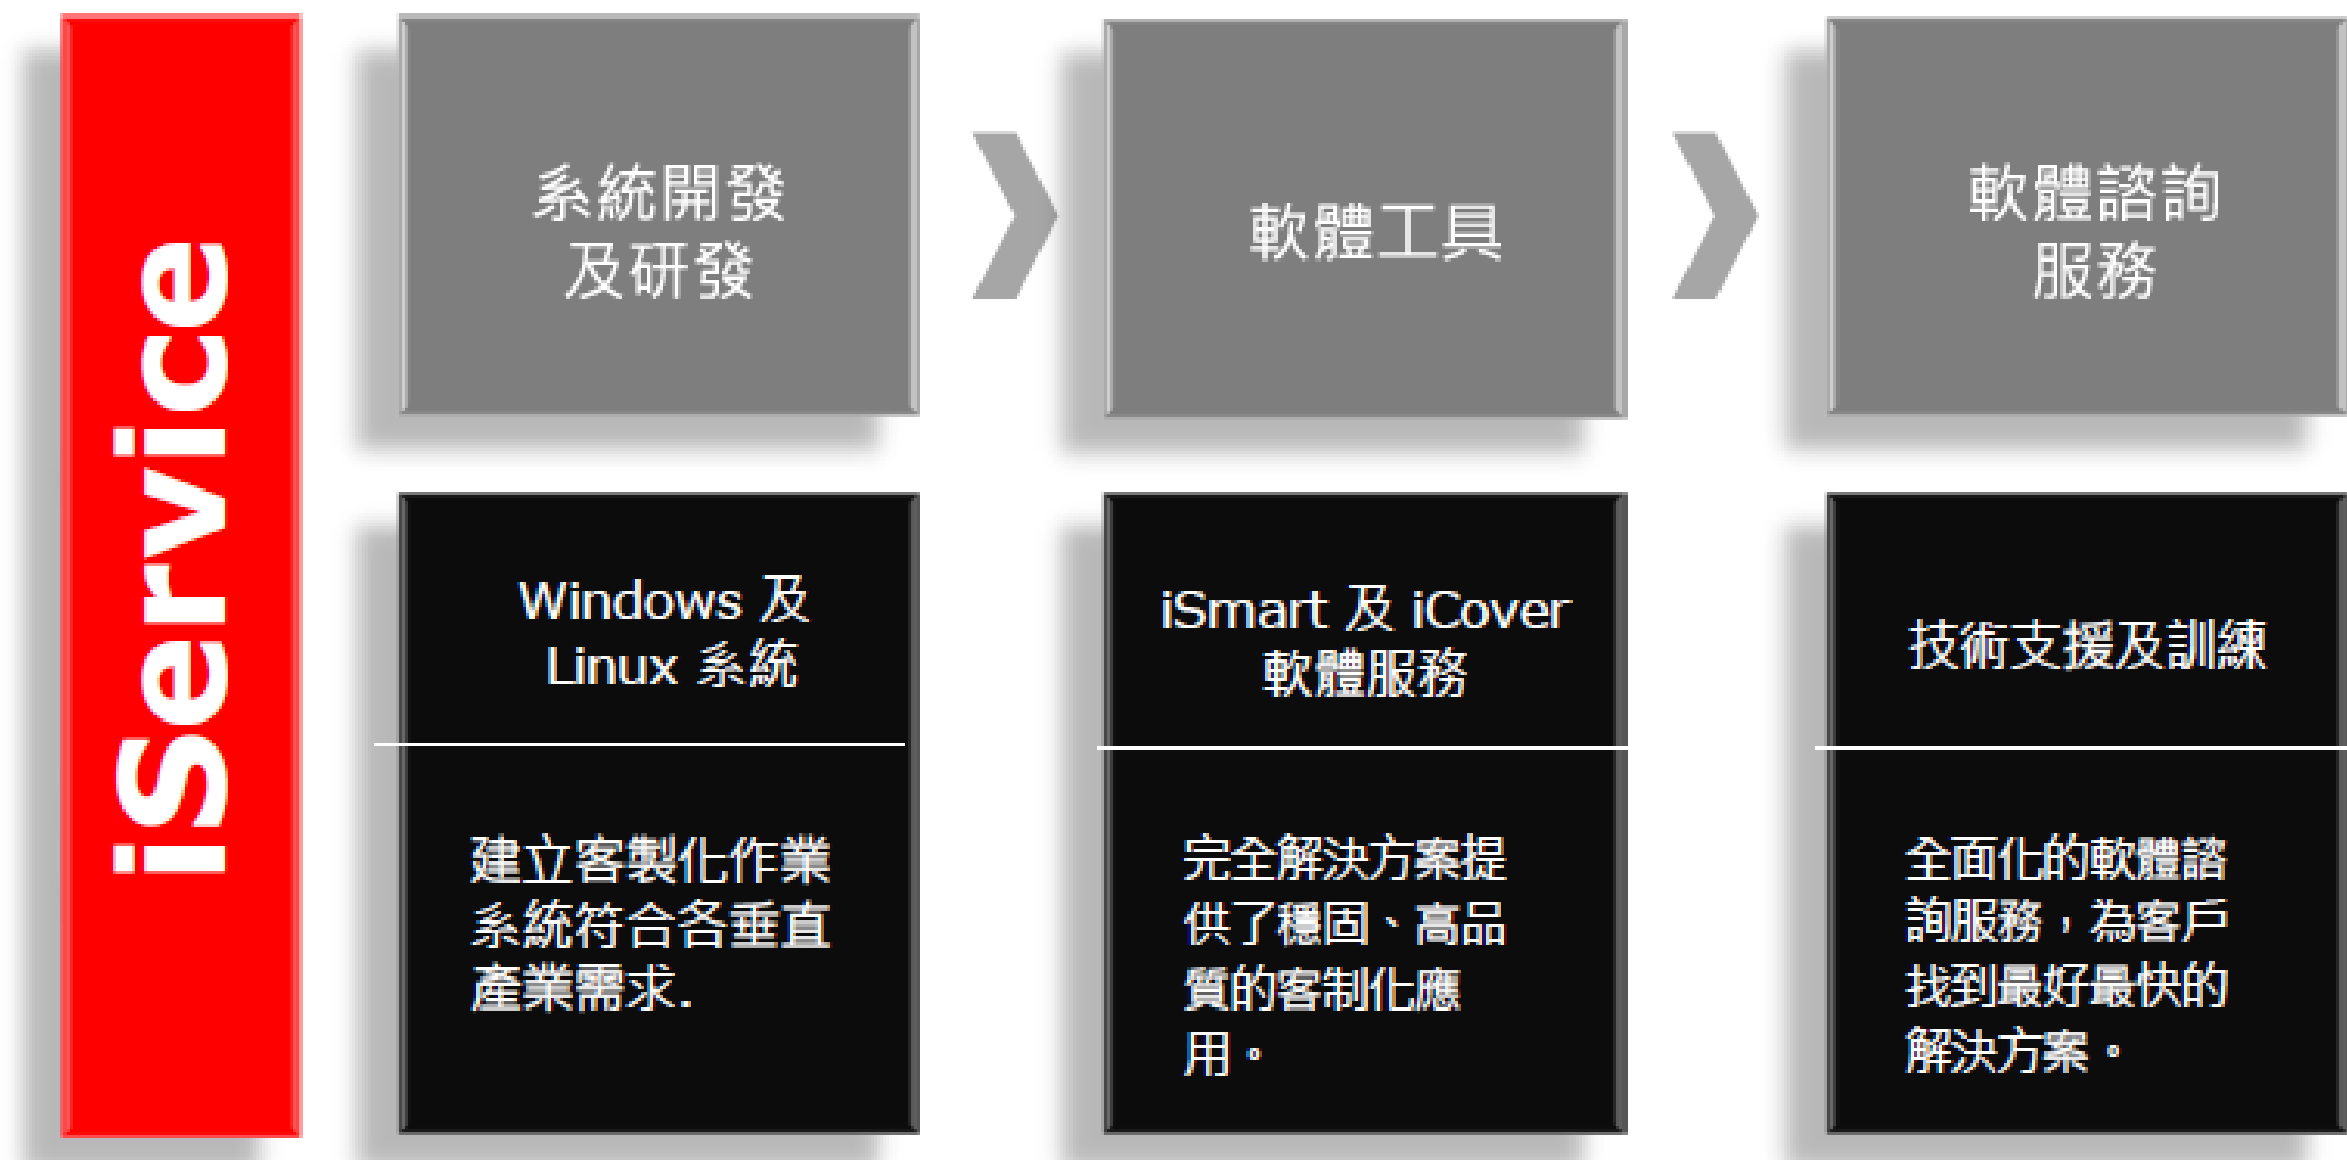 iService
系統開發
及研發
軟體工具
軟體諮詢
服務
Windows 及
Linux 系統
建立客製化作業
系統符合各垂直
產業需求.
iSmart 及 iCover
軟體服務
完全解決方案提
供了穩固、高品
質的客制化應
用。
技術支援及訓練
全面化的軟體諮
詢服務，為客戶
找到最好最快的
解決方案。